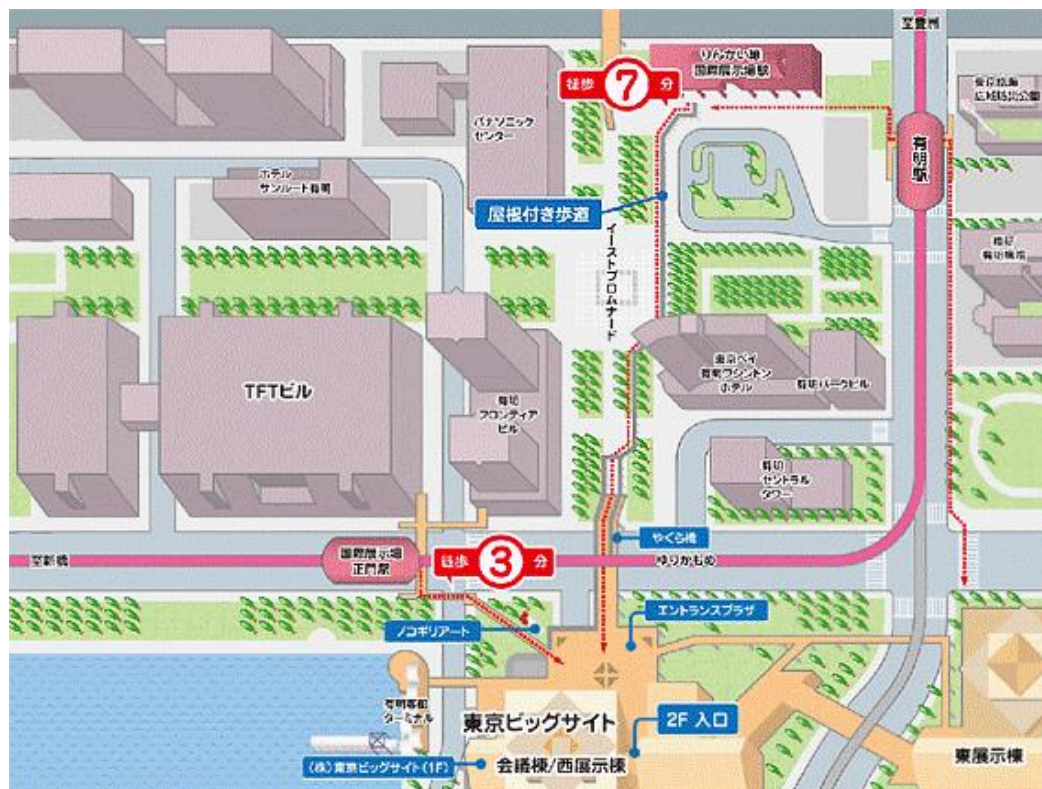 至豊洲
りんかい線
国際展示場駅
徒歩 7 分
パナソニック
センター
有明駅
ホテル
サンルート有明
屋根付き歩道
イーストプロムナード
TFTビル
東京ベイ
有明ワシントン
ホテル
有明パークビル
有明
フロンティア
ビル
有明
セントラル
タワー
やぐら橋
至新橋
国際展示場
正門駅
徒歩 3 分
ゆりかもめ
ノコギリアート
エントランスプラザ
有明客船
ターミナル
東京ビッグサイト
2F 入口
(株)東京ビッグサイト(1F)
会議棟/西展示棟
東展示棟